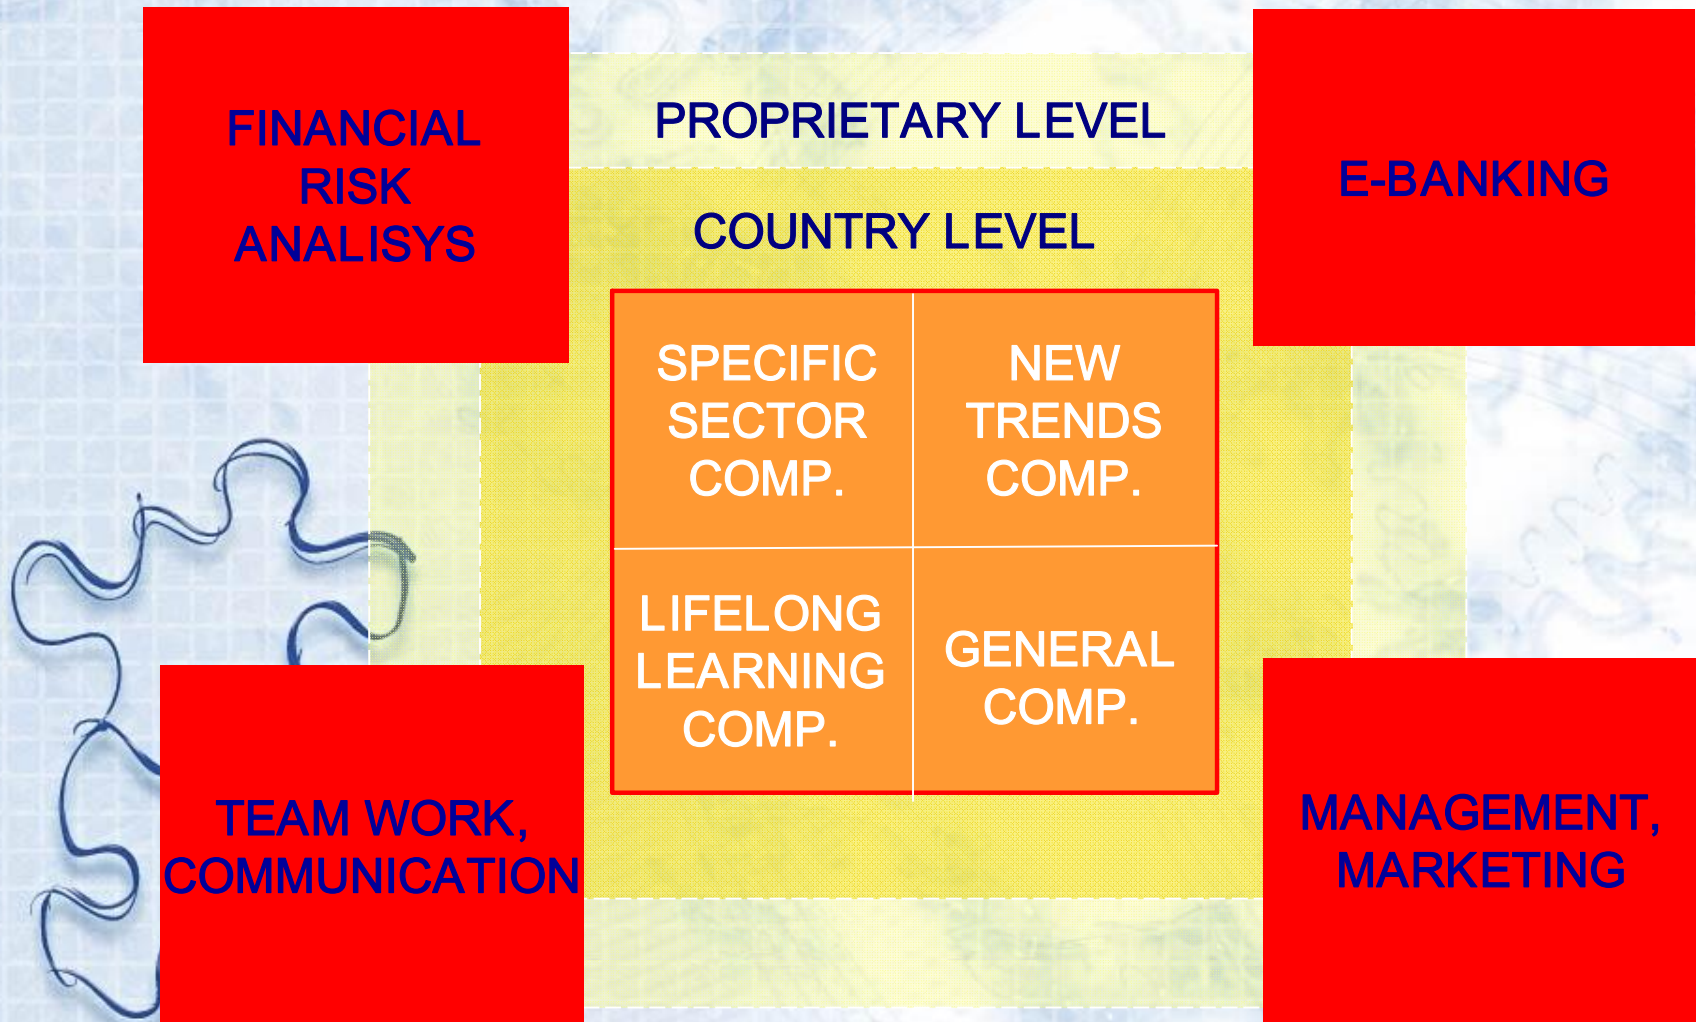 FINANCIAL
RISK
ANALISYS
PROPRIETARY LEVEL
COUNTRY LEVEL
E-BANKING
SPECIFIC
SECTOR
COMP.
NEW
TRENDS
COMP.
LIFELONG
LEARNING
COMP.
GENERAL
COMP.
TEAM WORK,
COMMUNICATION
MANAGEMENT,
MARKETING